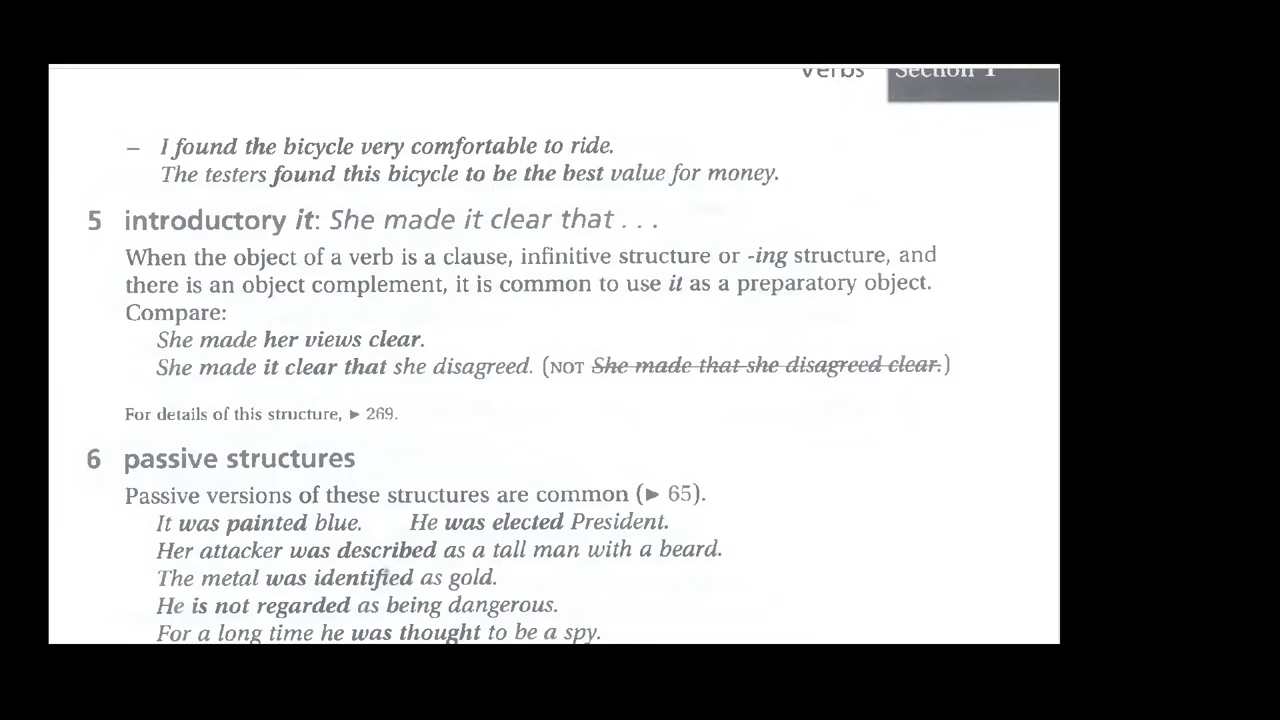 Verbs Section 1
– I found the bicycle very comfortable to ride.
The testers found this bicycle to be the best value for money.
5 introductory it: She made it clear that . . .
When the object of a verb is a clause, infinitive structure or -ing structure, and
there is an object complement, it is common to use it as a preparatory object.
Compare:
She made her views clear.
She made it clear that she disagreed. (NOT She made that she disagreed clear.)
For details of this structure, ► 269.
6 passive structures
Passive versions of these structures are common (► 65).
It was painted blue. He was elected President.
Her attacker was described as a tall man with a beard.
The metal was identified as gold.
He is not regarded as being dangerous.
For a long time he was thought to be a spy.